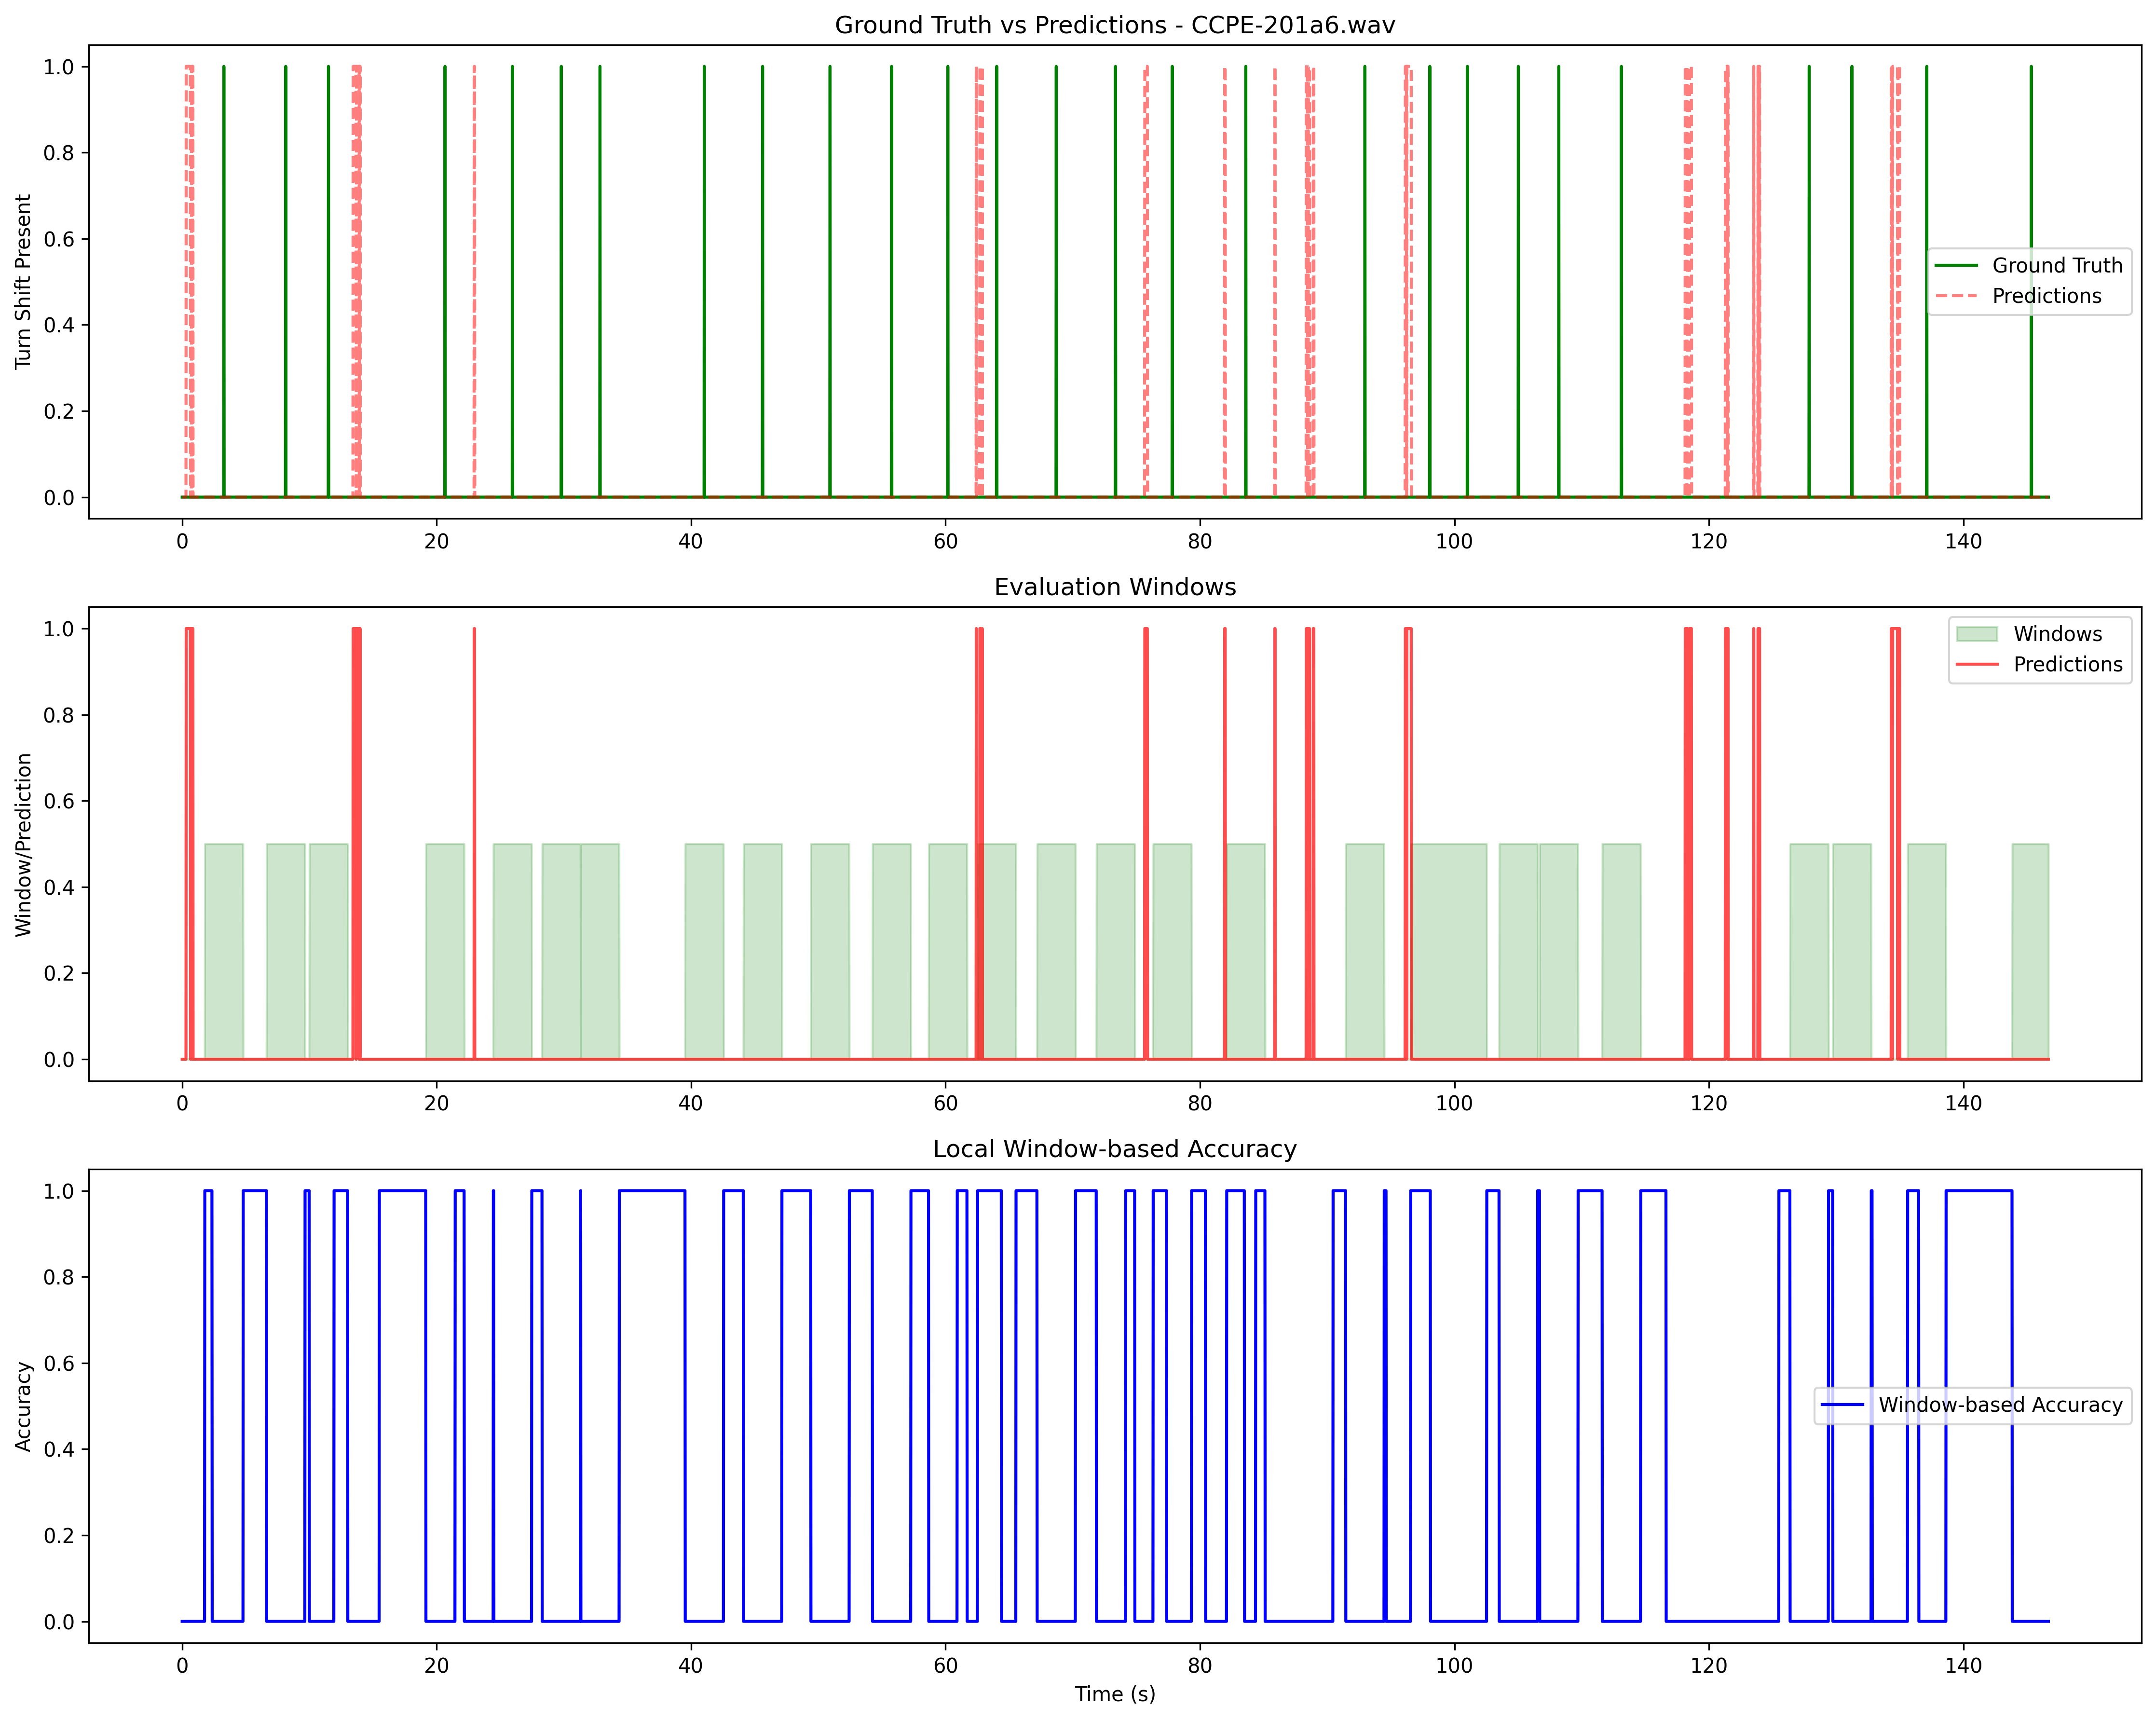 Ground Truth vs Predictions - CCPE-201a6.wav
Turn Shift Present
1.0
0.8
0.6
0.4
0.2
0.0
Ground Truth
Predictions
0 20 40 60 80 100 120 140
Evaluation Windows
Window/Prediction
1.0
0.8
0.6
0.4
0.2
0.0
Windows
Predictions
0 20 40 60 80 100 120 140
Local Window-based Accuracy
Accuracy
1.0
0.8
0.6
0.4
0.2
0.0
Window-based Accuracy
0 20 40 60 80 100 120 140
Time (s)